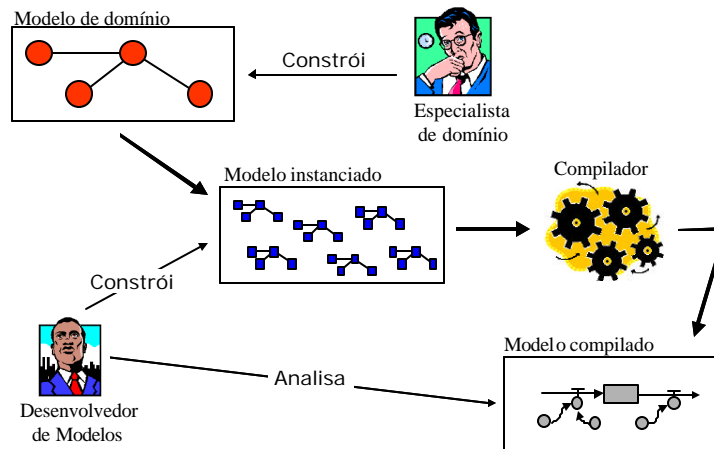 Modelo de domínio
Constrói
Especialista
de domínio
Modelo instanciado
Compilador
Constrói
Modelo compilado
Analisa
Desenvolvedor
de Modelos